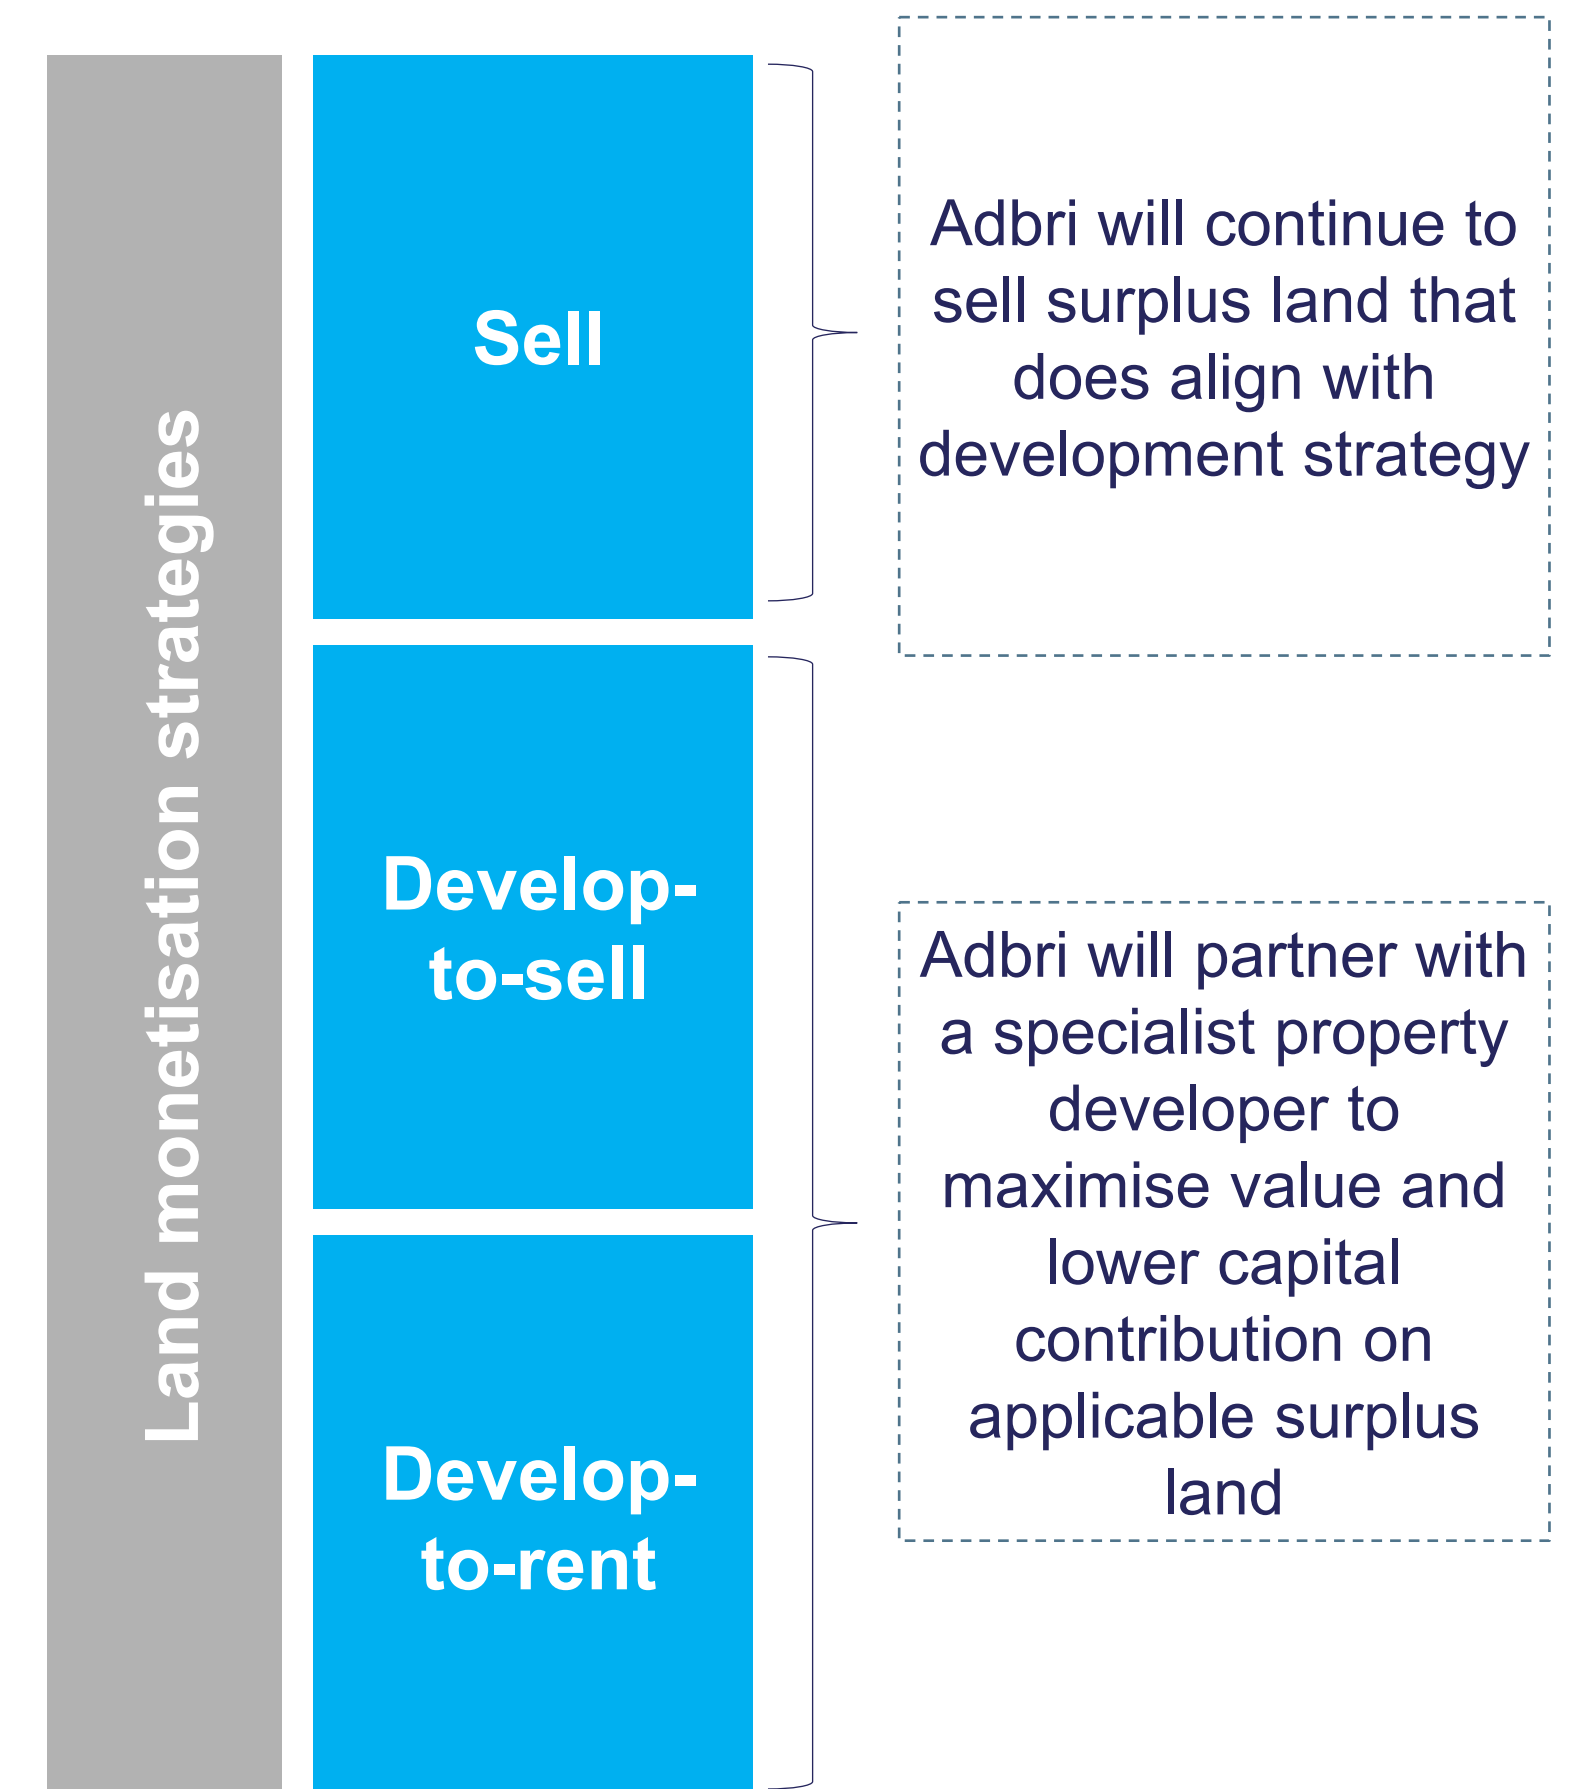 Land monetisation strategies
Sell
Adbri will continue to
sell surplus land that
does align with
development strategy
Develop-
to-sell
Develop-
to-rent
Adbri will partner with
a specialist property
developer to
maximise value and
lower capital
contribution on
applicable surplus
land